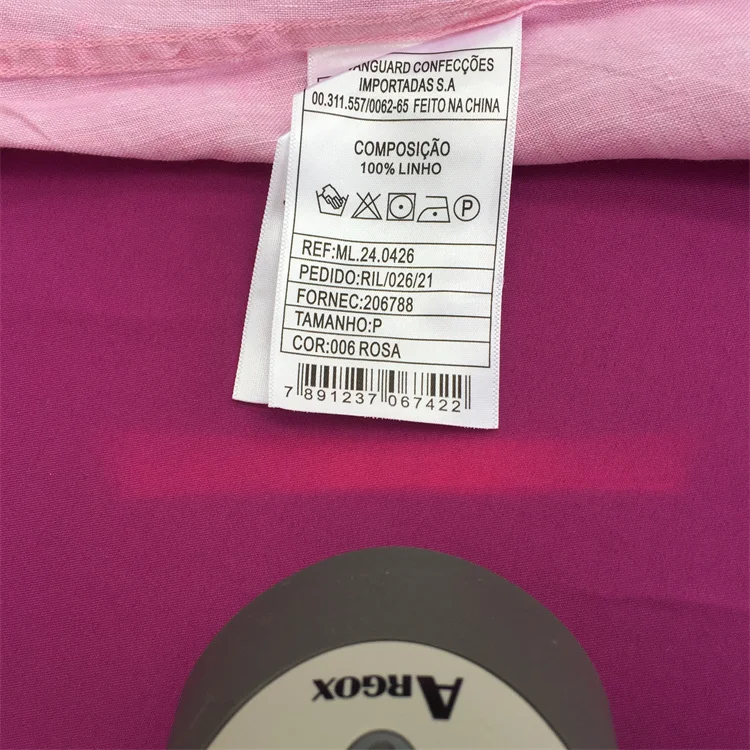 VANGUARD CONFECÇÕES
IMPORTADAS S.A
00.311.557/0062-65 FEITO NA CHINA
COMPOSIÇÃO
100% LINHO
P
REF:ML.24.0426
PEDIDO:RIL/026/21
FORNEC:206788
TAMANHO:P
COR:006 ROSA
7 891237 067422
ARGOX